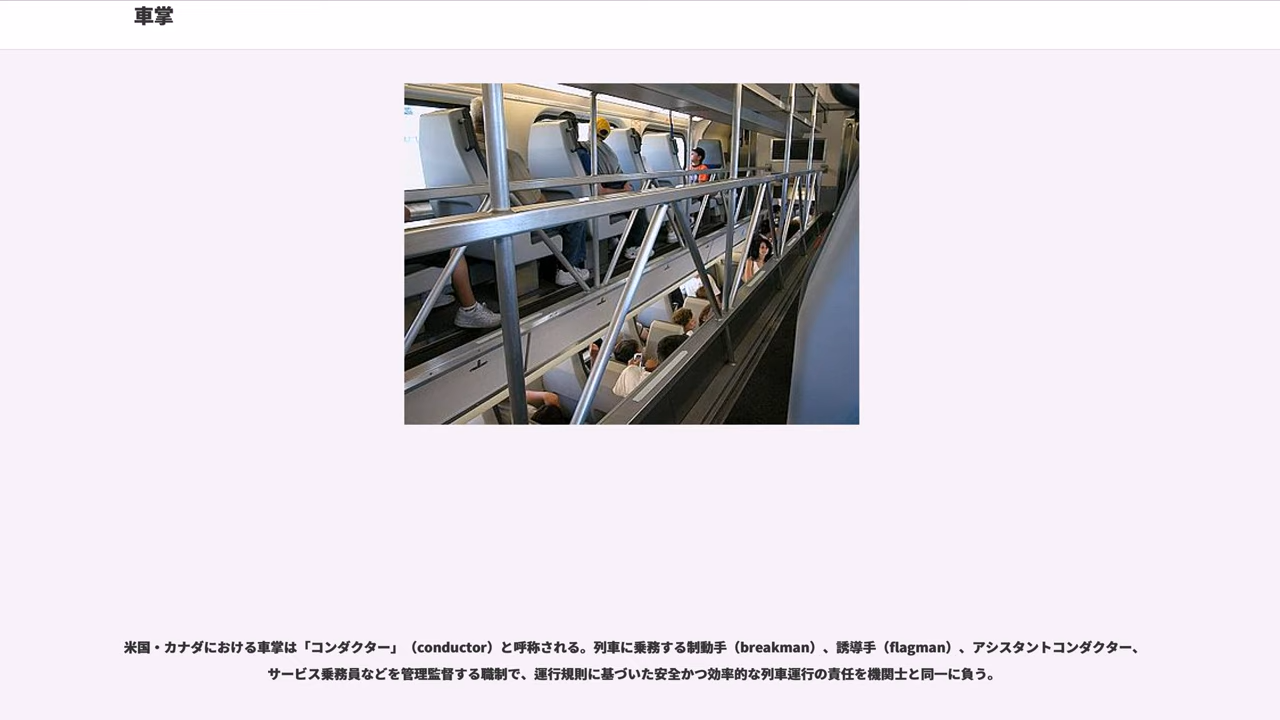 車掌
米国・カナダにおける車掌は「コンダクター」（conductor）と呼称される。列車に乗務する制動手（breakman）、誘導手（flagman）、アシスタントコンダクター、
サービス乗務員などを管理監督する職制で、運行規則に基づいた安全かつ効率的な列車運行の責任を機関士と同一に負う。